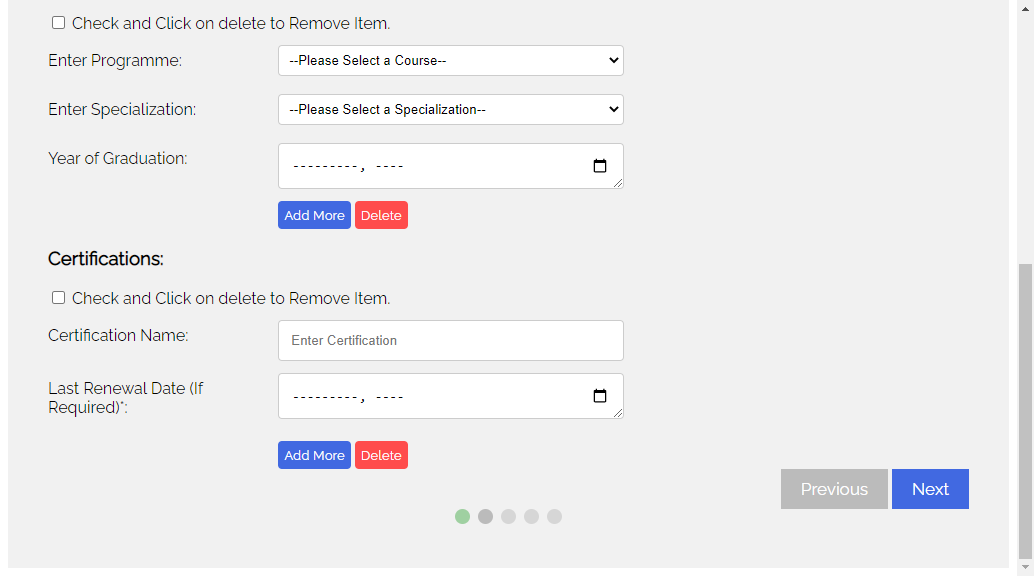 Check and Click on delete to Remove Item.
Enter Programme: --Please Select a Course--
Enter Specialization: --Please Select a Specialization--
Year of Graduation: ---------, ----
Add More Delete
Certifications:
Check and Click on delete to Remove Item.
Certification Name: Enter Certification
Last Renewal Date (If
Required)*: ---------, ----
Add More Delete
Previous Next